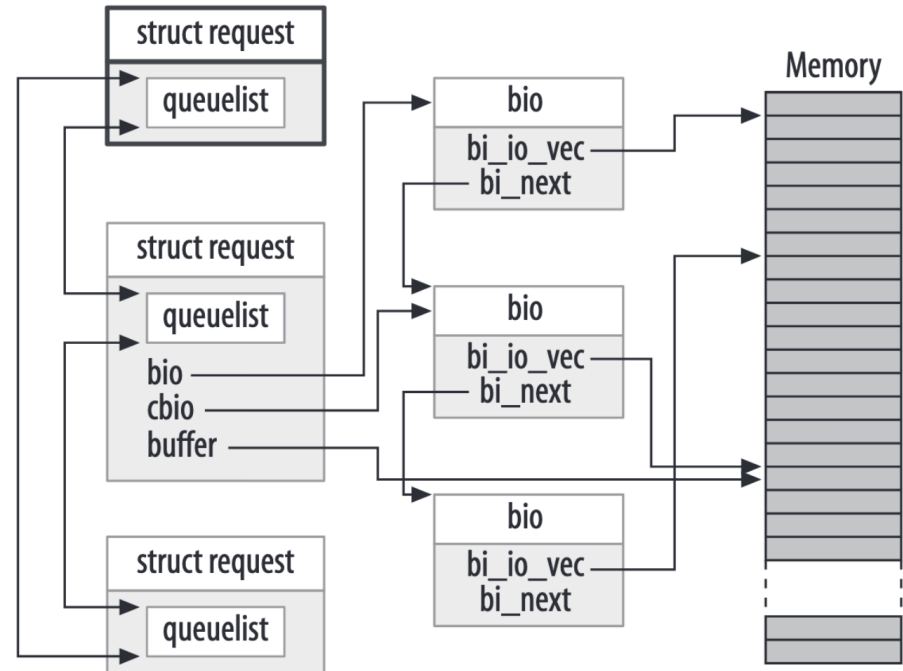 struct request
queuelist
struct request
queuelist
bio
cbio
buffer
struct request
queuelist
bio
bi_io_vec
bi_next
bio
bi_io_vec
bi_next
bio
bi_io_vec
bi_next
Memory